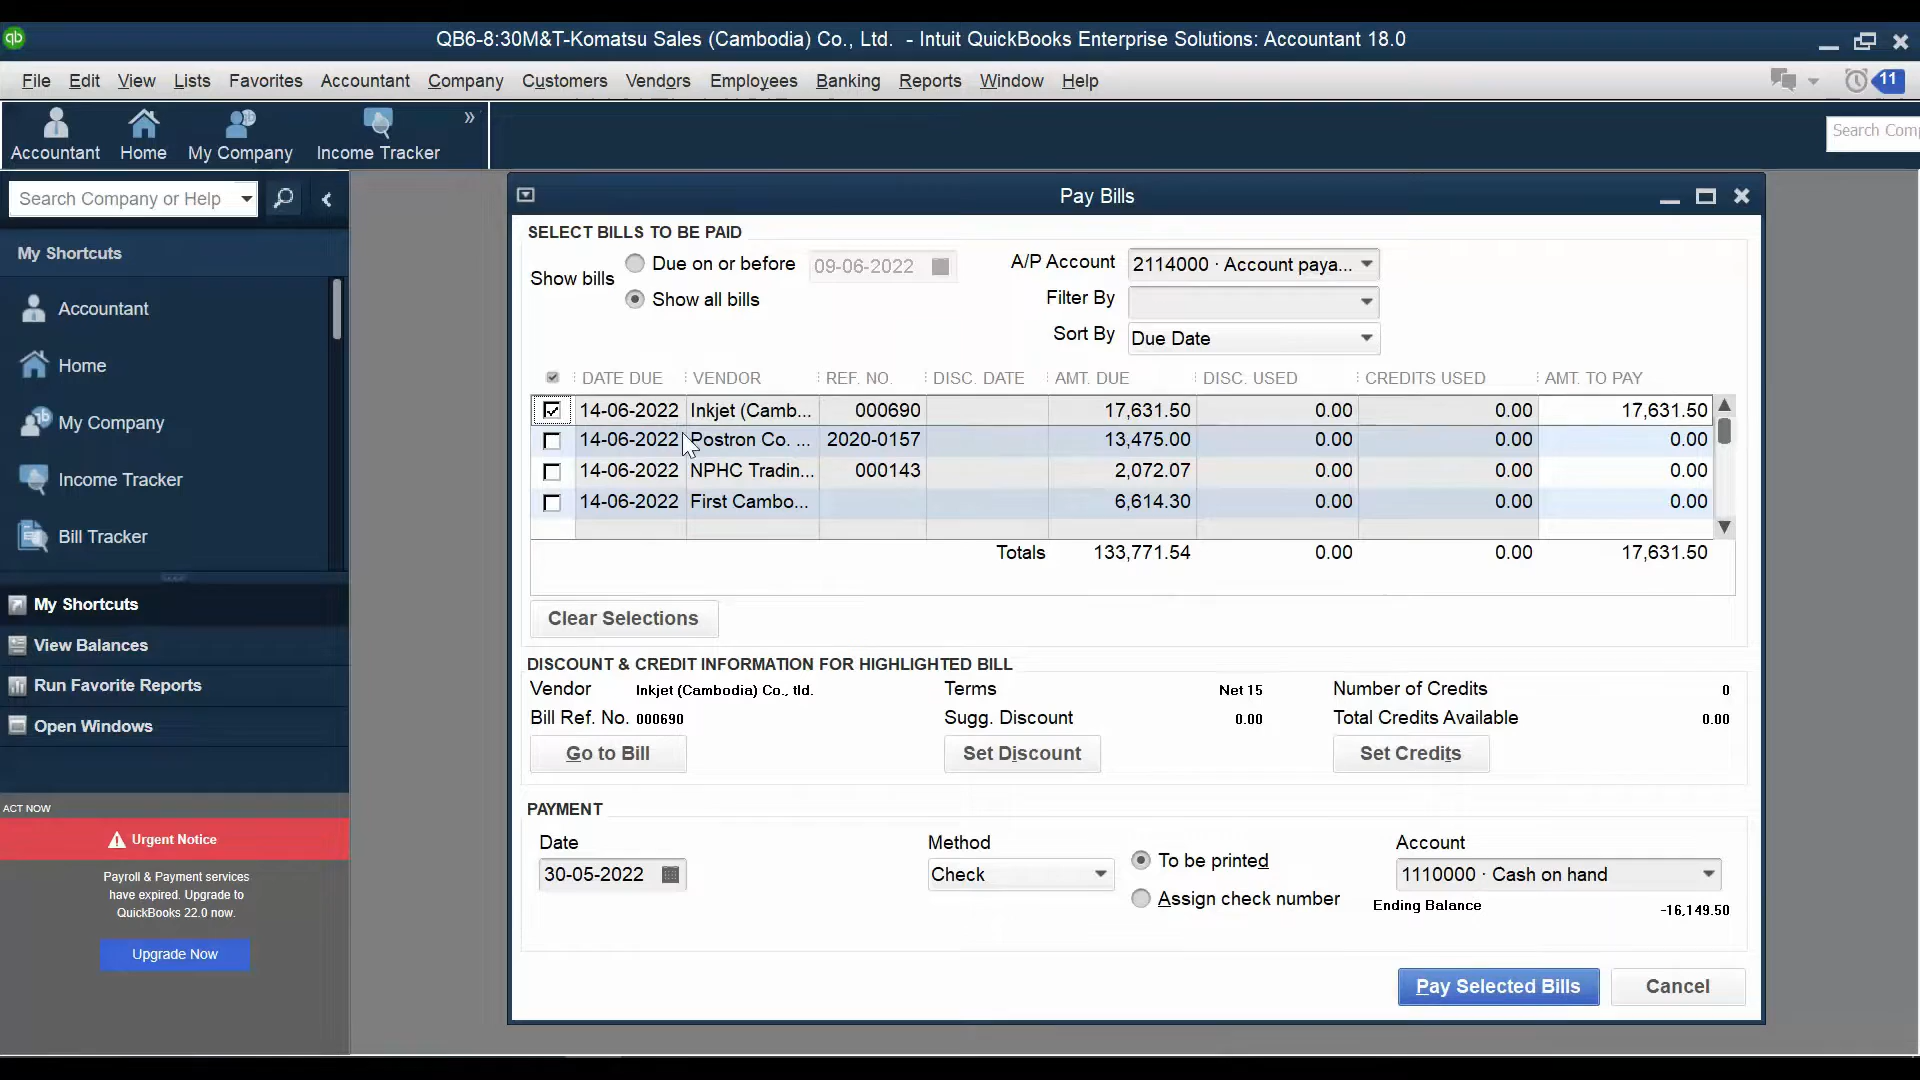 qb
QB6-8:30M&T-Komatsu Sales (Cambodia) Co., Ltd. - Intuit QuickBooks Enterprise Solutions: Accountant 18.0
File Edit View Lists Favorites Accountant Company Customers Vendors Employees Banking Reports Window Help 11
Accountant Home My Company Income Tracker »
Search Comp
Search Company or Help
My Shortcuts
Accountant
Home
My Company
Income Tracker
Bill Tracker
My Shortcuts
View Balances
Run Favorite Reports
Open Windows
ACT NOW
Urgent Notice
Payroll & Payment services
have expired. Upgrade to
QuickBooks 22.0 now.
Upgrade Now
Pay Bills
SELECT BILLS TO BE PAID
Show bills
Due on or before 09-06-2022
Show all bills
A/P Account 2114000 · Account paya...
Filter By
Sort By Due Date
DATE DUE VENDOR REF. NO. DISC. DATE AMT. DUE DISC. USED CREDITS USED AMT. TO PAY
14-06-2022 Inkjet (Camb... 000690 17,631.50 0.00 0.00 17,631.50
14-06-2022 Postron Co. ... 2020-0157 13,475.00 0.00 0.00 0.00
14-06-2022 NPHC Tradin... 000143 2,072.07 0.00 0.00 0.00
14-06-2022 First Cambo... 6,614.30 0.00 0.00 0.00
Totals 133,771.54 0.00 0.00 17,631.50
Clear Selections
DISCOUNT & CREDIT INFORMATION FOR HIGHLIGHTED BILL
Vendor Inkjet (Cambodia) Co., tld. Terms Net 15 Number of Credits 0
Bill Ref. No. 000690 Sugg. Discount 0.00 Total Credits Available 0.00
Go to Bill Set Discount Set Credits
PAYMENT
Date Method Account
30-05-2022 Check To be printed 1110000 · Cash on hand
Assign check number Ending Balance -16,149.50
Pay Selected Bills Cancel